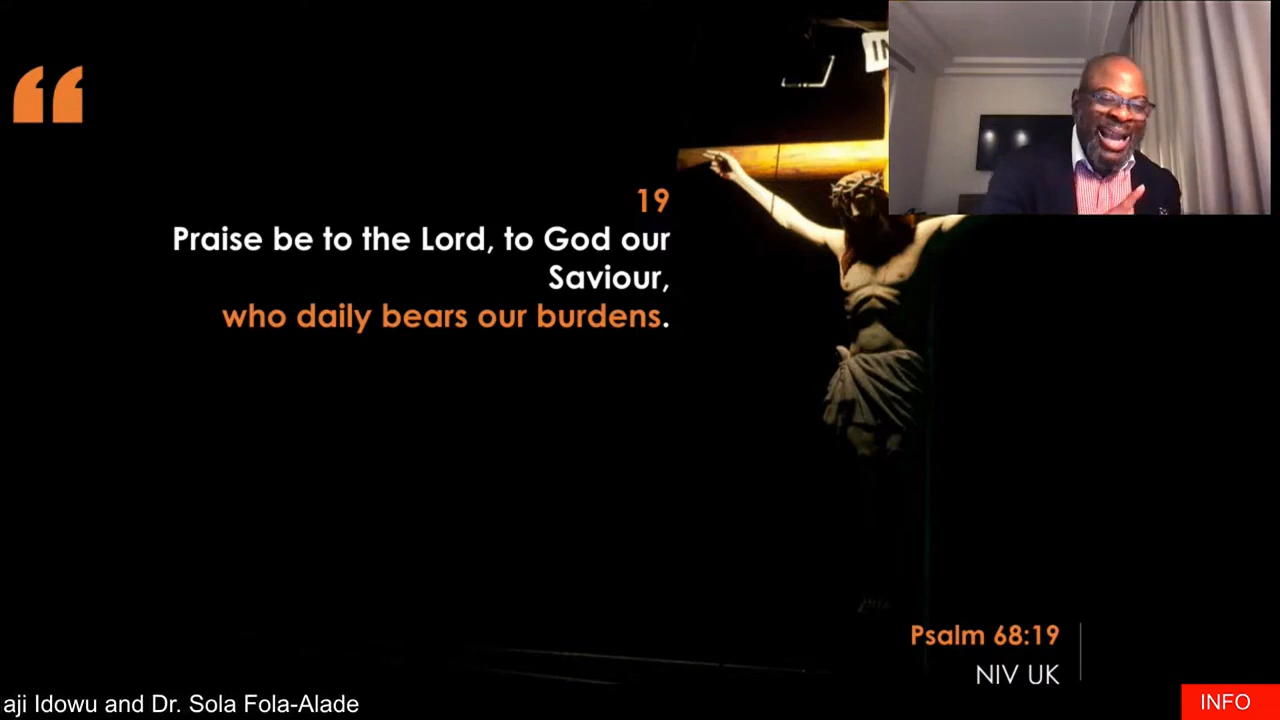 “
19
Praise be to the Lord, to God our
Saviour,
who daily bears our burdens.
Psalm 68:19
NIV UK
aji Idowu and Dr. Sola Fola-Alade
INFO